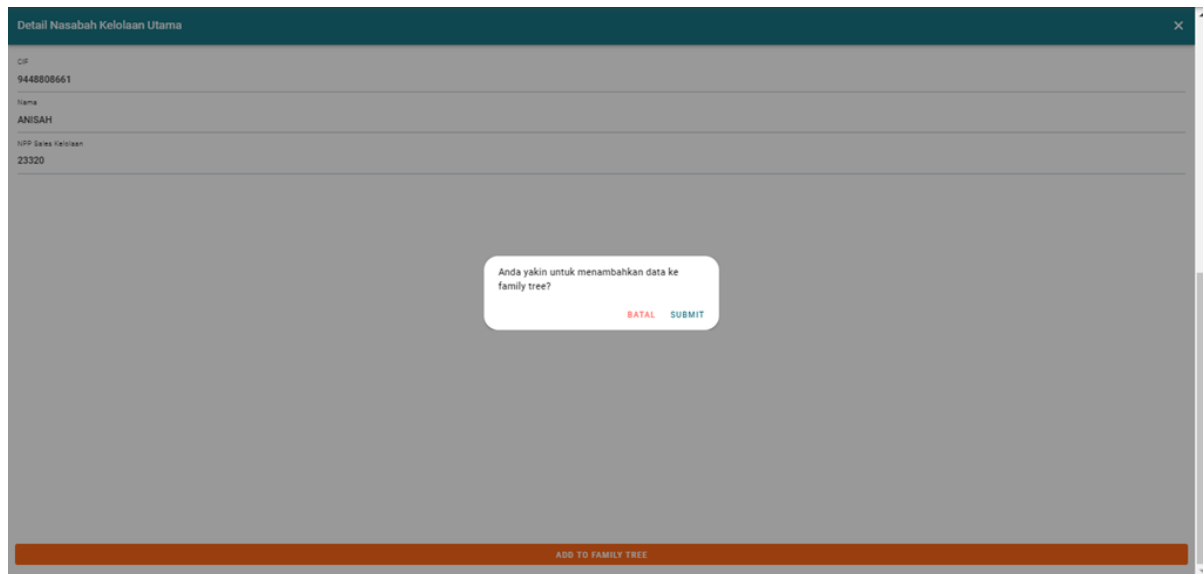 Detail Nasabah Kelolaan Utama
CIF
9448808661
Nama
ANISAH
NPP Sales Kelolaan
23320
Anda yakin untuk menambahkan data ke
family tree?
BATAL SUBMIT
ADD TO FAMILY TREE